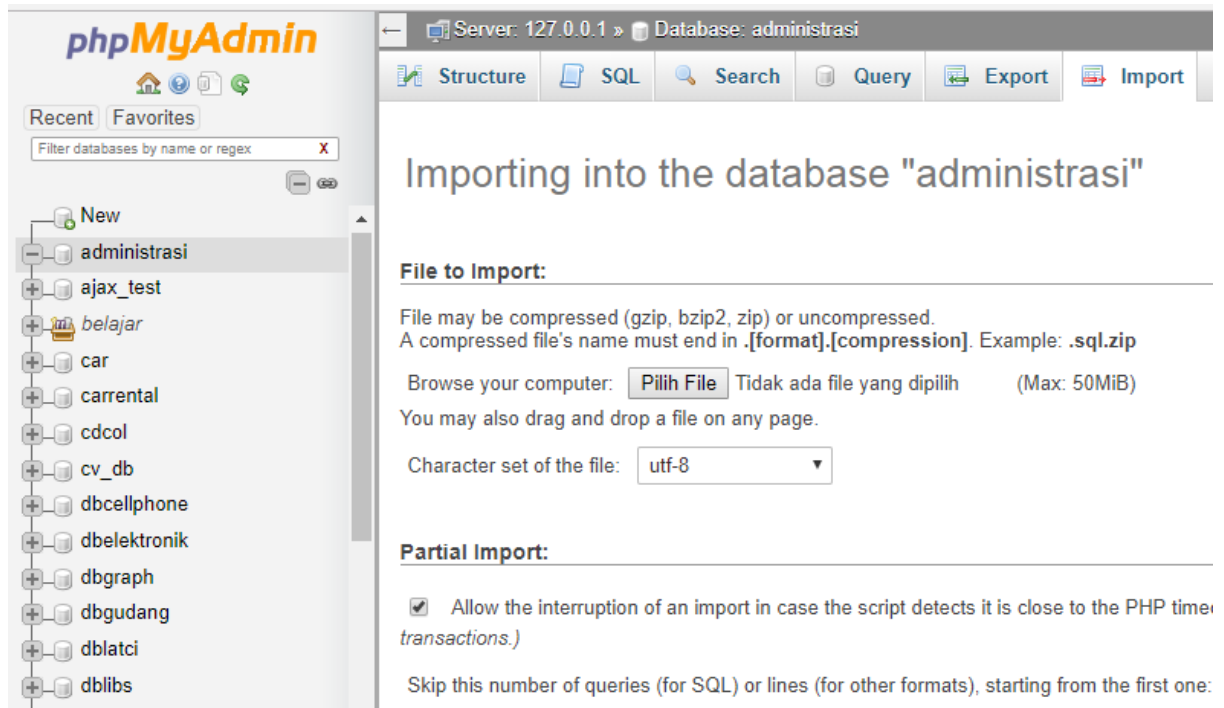 phpMyAdmin
Recent Favorites
Filter databases by name or regex X
New
administrasi
ajax_test
belajar
car
carrental
cdcol
cv_db
dbcellphone
dbelektronik
dbgraph
dbgudang
dblatci
dblibs
Server: 127.0.0.1 » Database: administrasi
Structure SQL Search Query Export Import
Importing into the database "administrasi"
File to Import:
File may be compressed (gzip, bzip2, zip) or uncompressed.
A compressed file's name must end in .[format].[compression]. Example: .sql.zip
Browse your computer: Pilih File Tidak ada file yang dipilih (Max: 50MiB)
You may also drag and drop a file on any page.
Character set of the file: utf-8
Partial Import:
Allow the interruption of an import in case the script detects it is close to the PHP time
transactions.)
Skip this number of queries (for SQL) or lines (for other formats), starting from the first one: